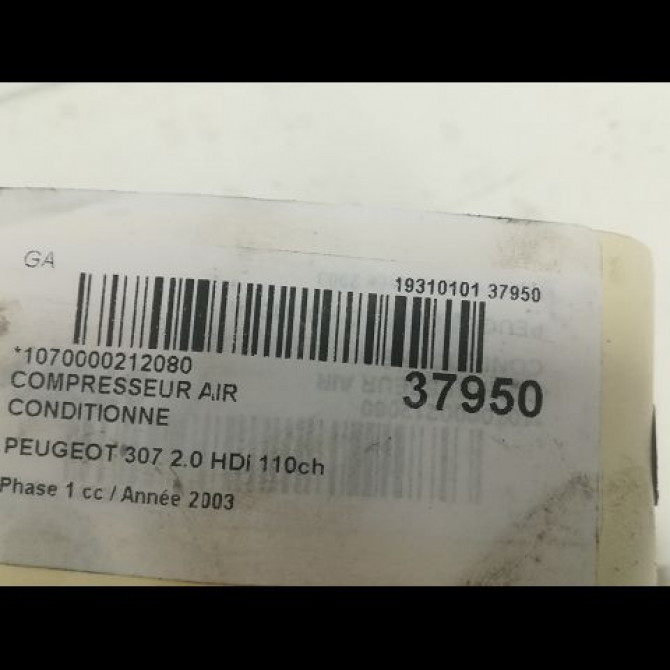 GA
19310101 37950
*1070000212080
37950
COMPRESSEUR AIR
CONDITIONNE
PEUGEOT 307 2.0 HDi 110ch
Phase 1 cc / Année 2003